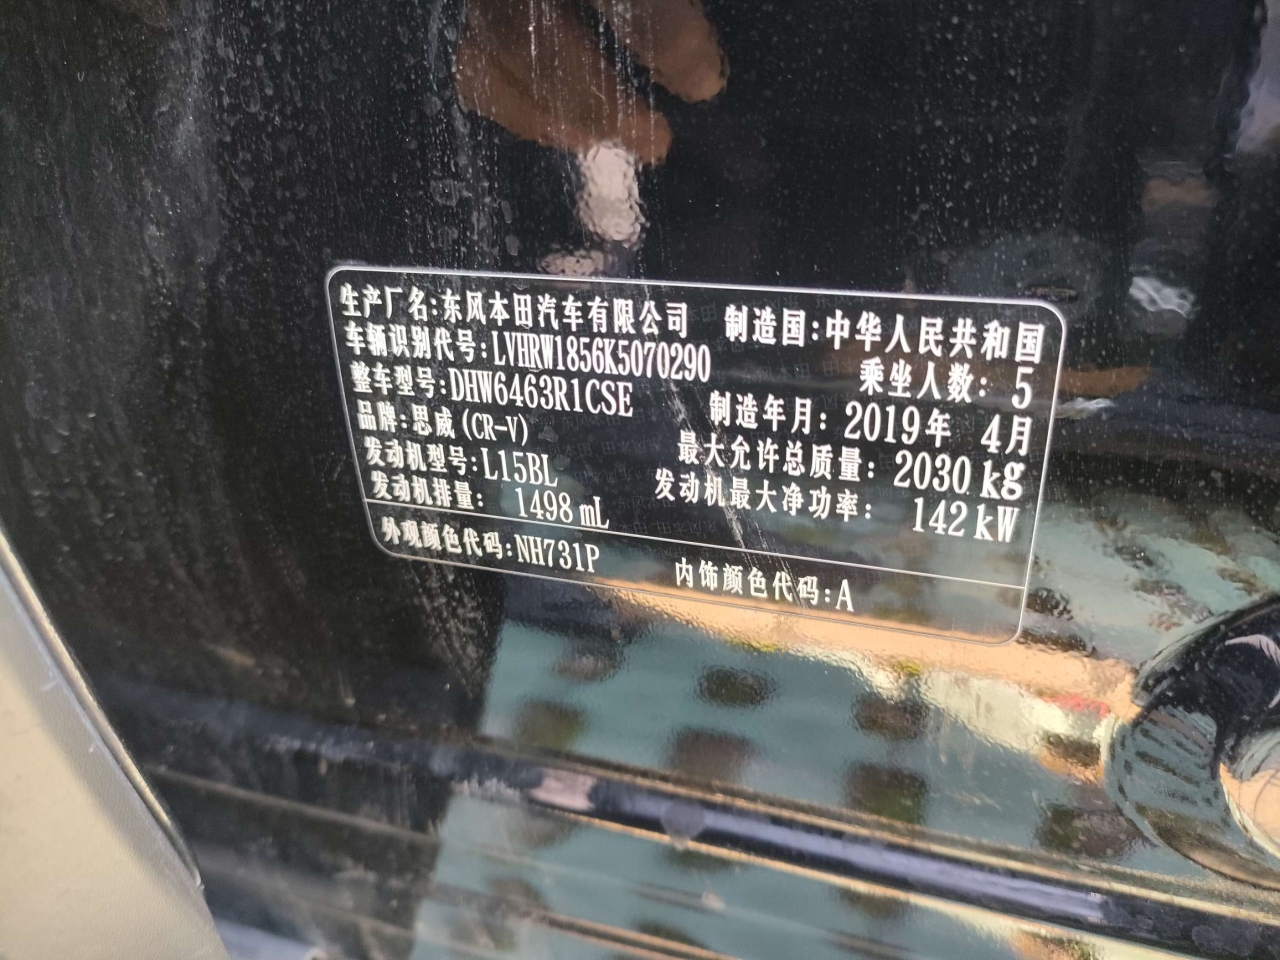 生产厂名:东风本田汽车有限公司 制造国:中华人民共和国
车辆识别代号:LVHRW1856K5070290 乘坐人数: 5
整车型号:DHW6463R1CSE 制造年月: 2019年 4月
品牌:思威(CR-V) 最大允许总质量: 2030 kg
发动机型号:L15BL 发动机最大净功率: 142 kW
发动机排量: 1498 mL
外观颜色代码:NH731P 内饰颜色代码:A